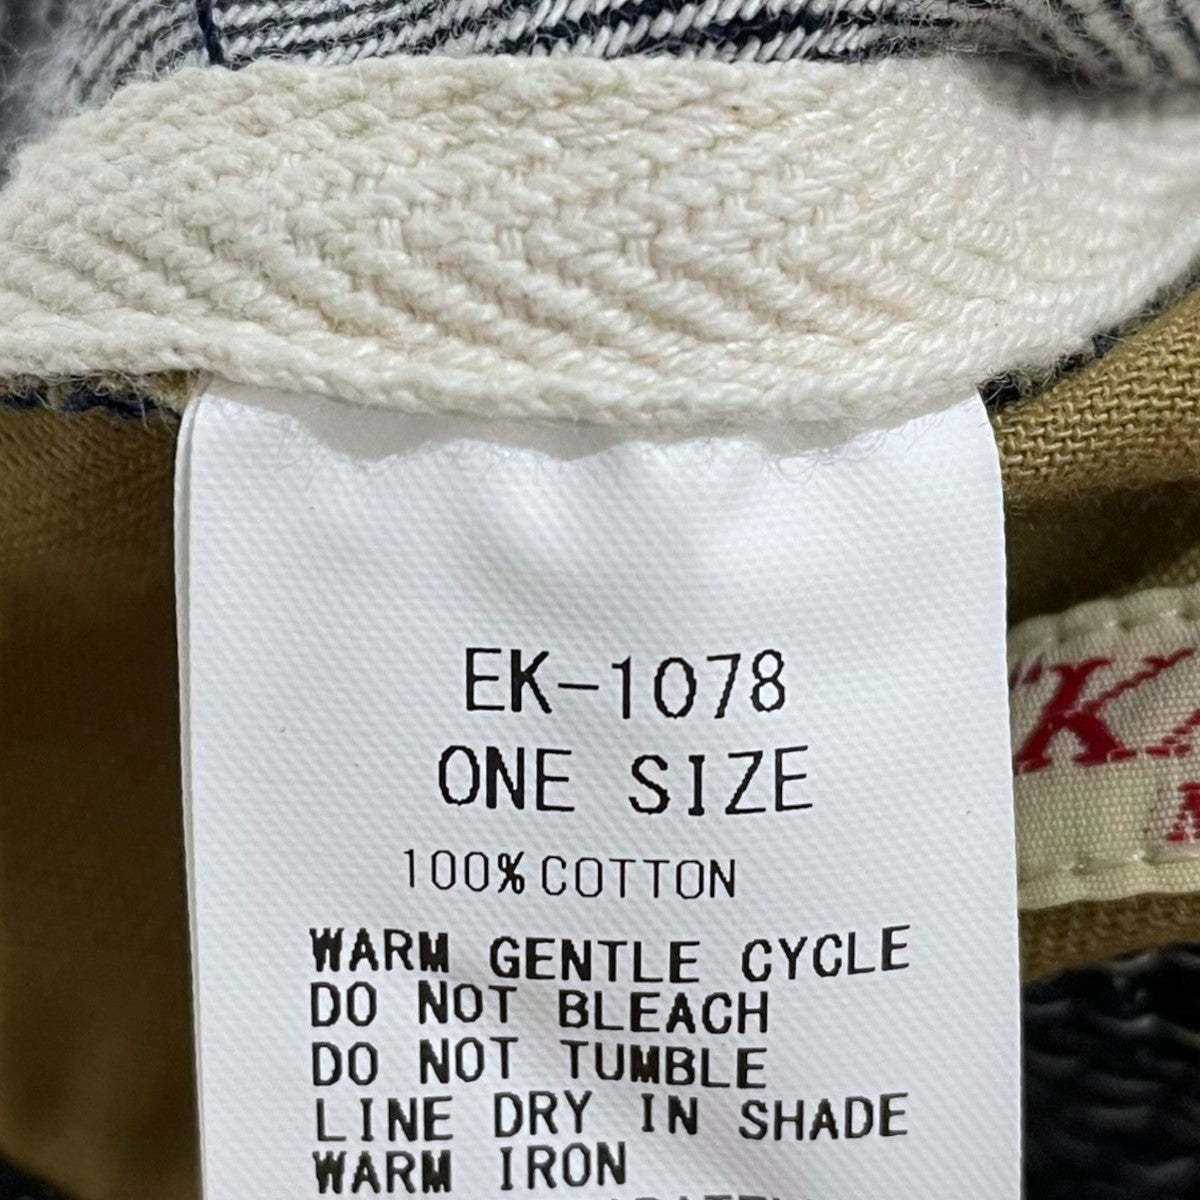 EK-1078
ONE SIZE
100% COTTON
WARM GENTLE CYCLE
DO NOT BLEACH
DO NOT TUMBLE
LINE DRY IN SHADE
WARM IRON
"K